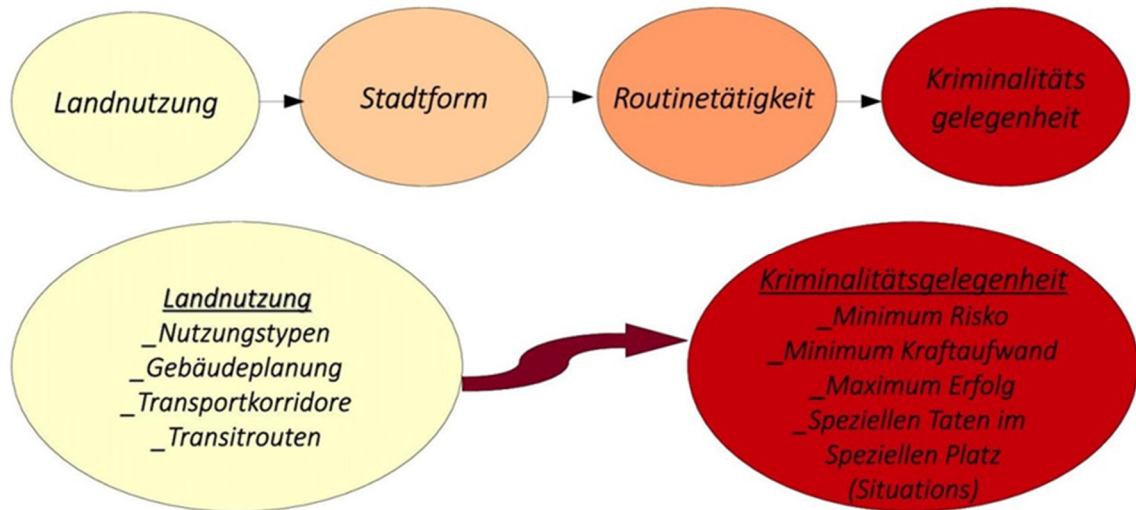 Landnutzung
Stadtform
Routinetätigkeit
Kriminalitäts
gelegenheit
Landnutzung
_Nutzungstypen
_Gebäudeplanung
_Transportkorridore
_Transitrouten
Kriminalitätsgelegenheit
_Minimum Risko
_Minimum Kraftaufwand
_Maximum Erfolg
_Speziellen Taten im
Speziellen Platz
(Situations)